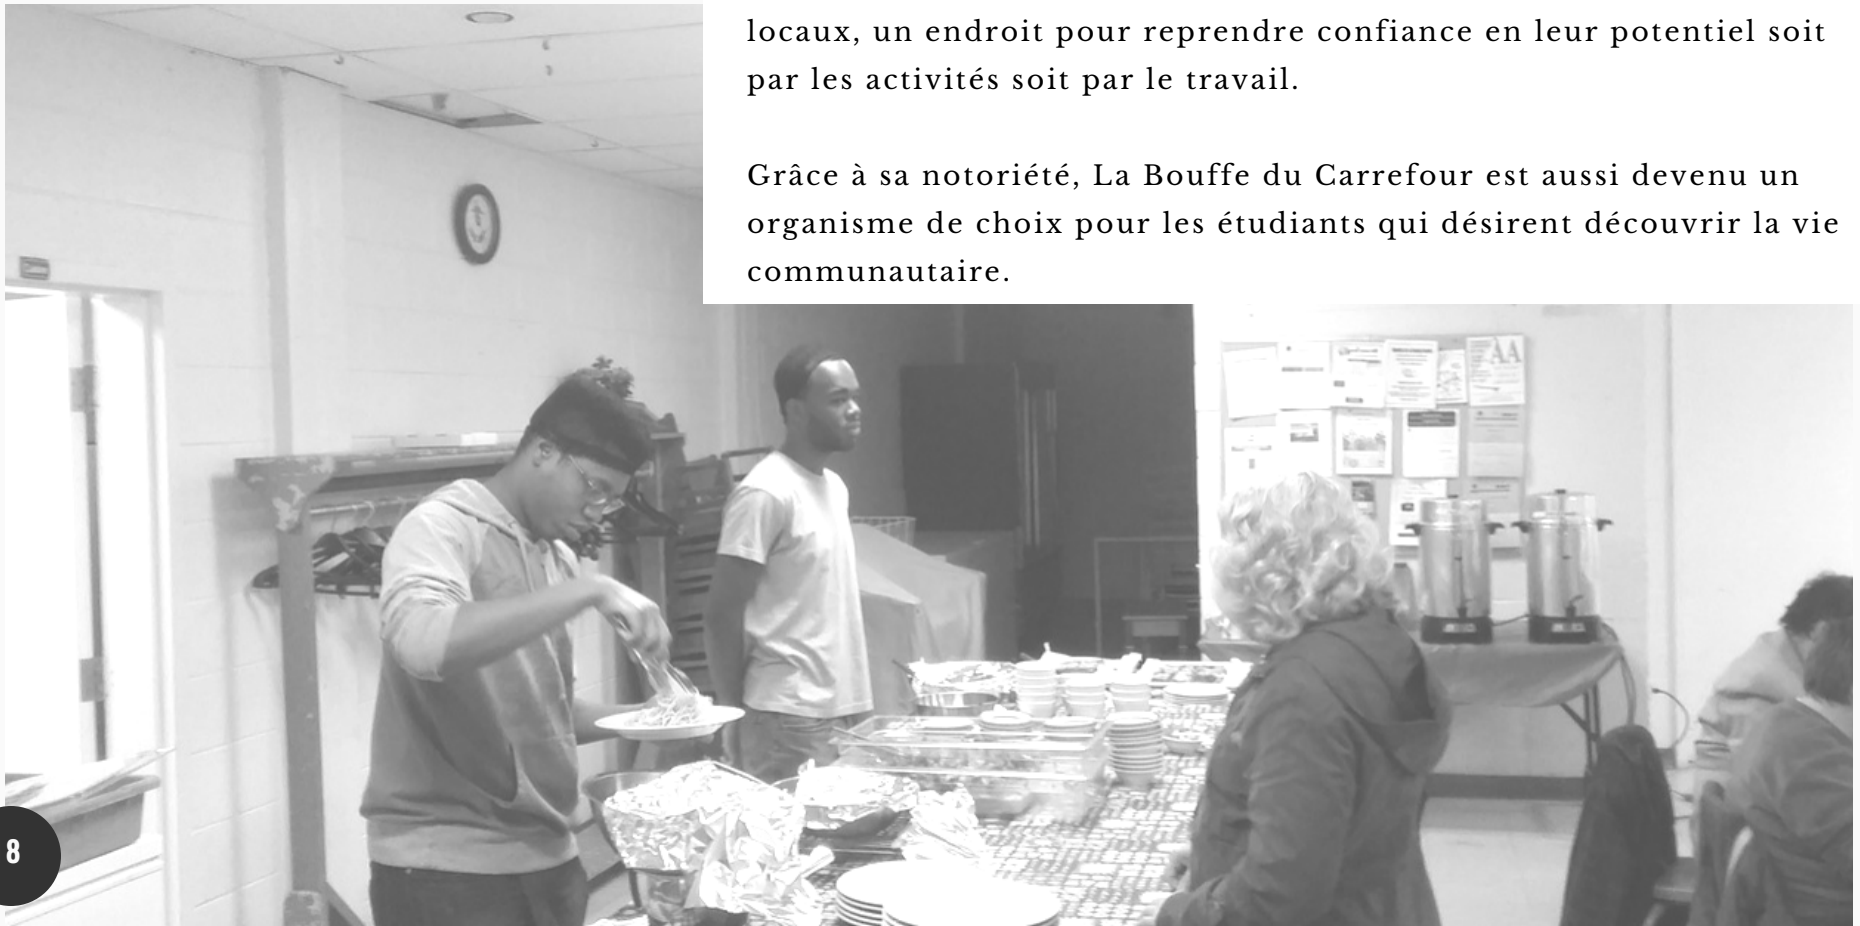 locaux, un endroit pour reprendre confiance en leur potentiel soit
par les activités soit par le travail.
Grâce à sa notoriété, La Bouffe du Carrefour est aussi devenu un
organisme de choix pour les étudiants qui désirent découvrir la vie
communautaire.
AA
8